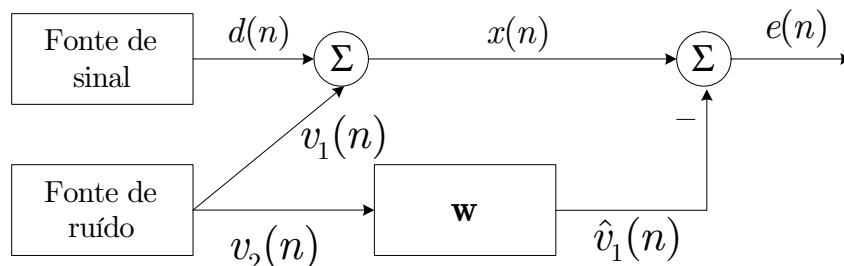 Fonte de
sinal
d(n)
Σ
x(n)
Σ
e(n)
v₁(n)
−
Fonte de
ruído
v₂(n)
w
v̂₁(n)